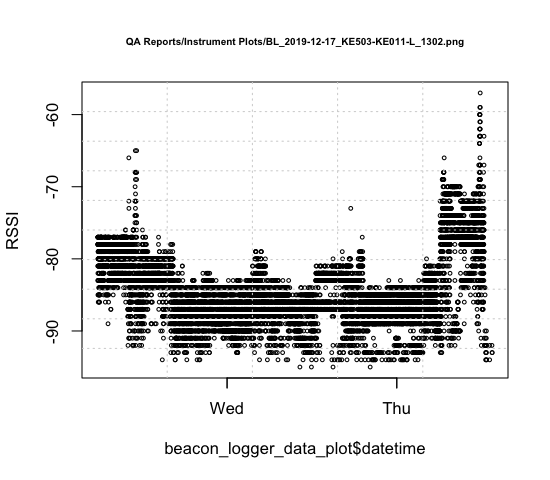 QA Reports/Instrument Plots/BL_2019-12-17_KE503-KE011-L_1302.png
-60
-70
RSSI
-80
-90
Wed Thu
beacon_logger_data_plot$datetime